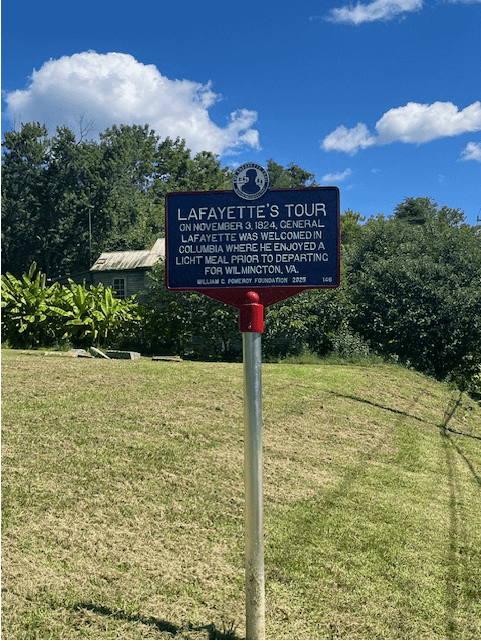 LAFAYETTE'S TOUR
ON NOVEMBER 3, 1824, GENERAL
LAFAYETTE WAS WELCOMED IN
COLUMBIA WHERE HE ENJOYED A
LIGHT MEAL PRIOR TO DEPARTING
FOR WILMINGTON, VA.
WILLIAM C. POMEROY FOUNDATION 2025 146